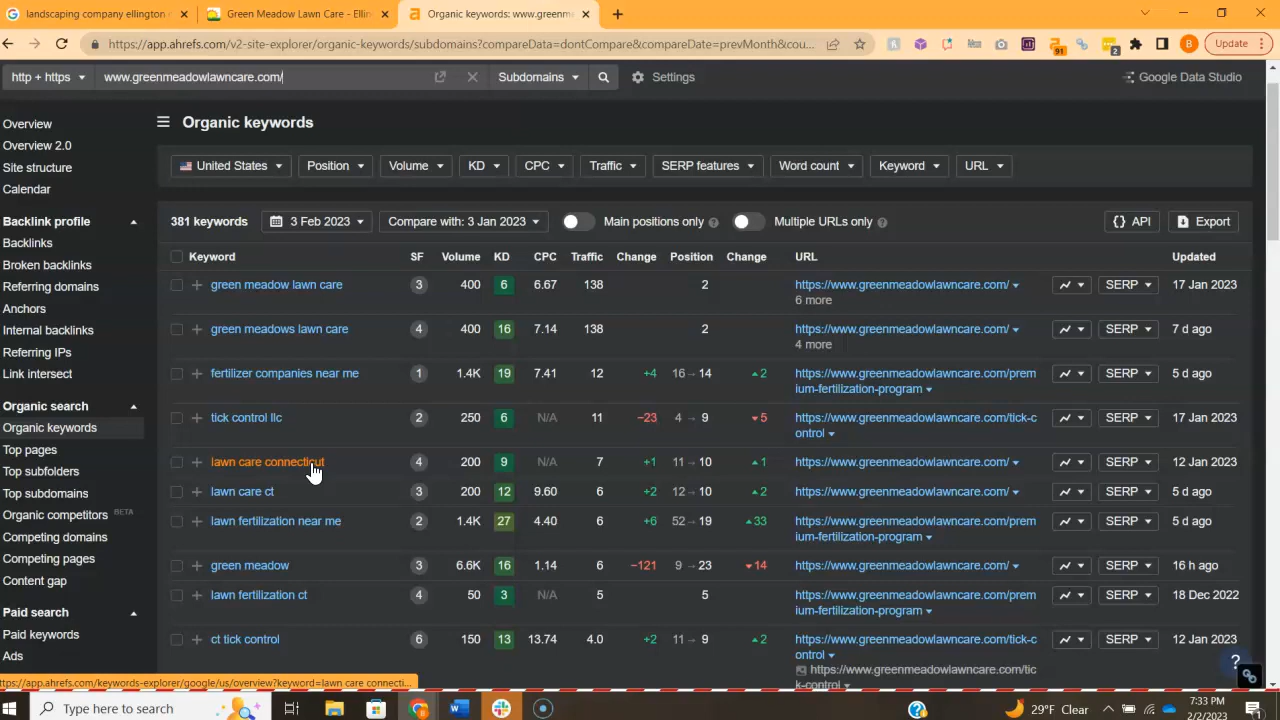 landscaping company ellington c
Green Meadow Lawn Care - Ellin
Organic keywords: www.greenm
https://app.ahrefs.com/v2-site-explorer/organic-keywords/subdomains?compareData=dontCompare&compareDate=prevMonth&cou...
91
2
B
Update
http + https
www.greenmeadowlawncare.com/
Subdomains
Settings
Google Data Studio
Overview
Overview 2.0
Site structure
Calendar
Backlink profile
Backlinks
Broken backlinks
Referring domains
Anchors
Internal backlinks
Referring IPs
Link intersect
Organic search
Organic keywords
Top pages
Top subfolders
Top subdomains
Organic competitors BETA
Competing domains
Competing pages
Content gap
Paid search
Paid keywords
Ads
Organic keywords
United States Position Volume KD CPC Traffic SERP features Word count Keyword URL
381 keywords 3 Feb 2023 Compare with: 3 Jan 2023 Main positions only Multiple URLs only {} API Export
Keyword SF Volume KD CPC Traffic Change Position Change URL Updated
green meadow lawn care 3 400 6 6.67 138 2 https://www.greenmeadowlawncare.com/ SERP 17 Jan 2023
6 more
green meadows lawn care 4 400 16 7.14 138 2 https://www.greenmeadowlawncare.com/ SERP 7 d ago
4 more
fertilizer companies near me 1 1.4K 19 7.41 12 +4 16 → 14 2 https://www.greenmeadowlawncare.com/prem SERP 5 d ago
ium-fertilization-program
tick control llc 2 250 6 N/A 11 −23 4 → 9 5 https://www.greenmeadowlawncare.com/tick-c SERP 17 Jan 2023
ontrol
lawn care connecticut 4 200 9 N/A 7 +1 11 → 10 1 https://www.greenmeadowlawncare.com/ SERP 12 Jan 2023
lawn care ct 3 200 12 9.60 6 +2 12 → 10 2 https://www.greenmeadowlawncare.com/ SERP 5 d ago
lawn fertilization near me 2 1.4K 27 4.40 6 +6 52 → 19 33 https://www.greenmeadowlawncare.com/prem SERP 5 d ago
ium-fertilization-program
green meadow 3 6.6K 16 1.14 6 −121 9 → 23 14 https://www.greenmeadowlawncare.com/ SERP 16 h ago
lawn fertilization ct 4 50 3 N/A 5 5 https://www.greenmeadowlawncare.com/prem SERP 18 Dec 2022
ium-fertilization-program
ct tick control 6 150 13 13.74 4.0 +2 11 → 9 2 https://www.greenmeadowlawncare.com/tick-c SERP 12 Jan 2023
ontrol
https://www.greenmeadowlawncare.com/tic
k-control
?
https://app.ahrefs.com/keywords-explorer/google/us/overview?keyword=lawn care connecti...
Type here to search
29°F Clear
7:33 PM
2/2/2023